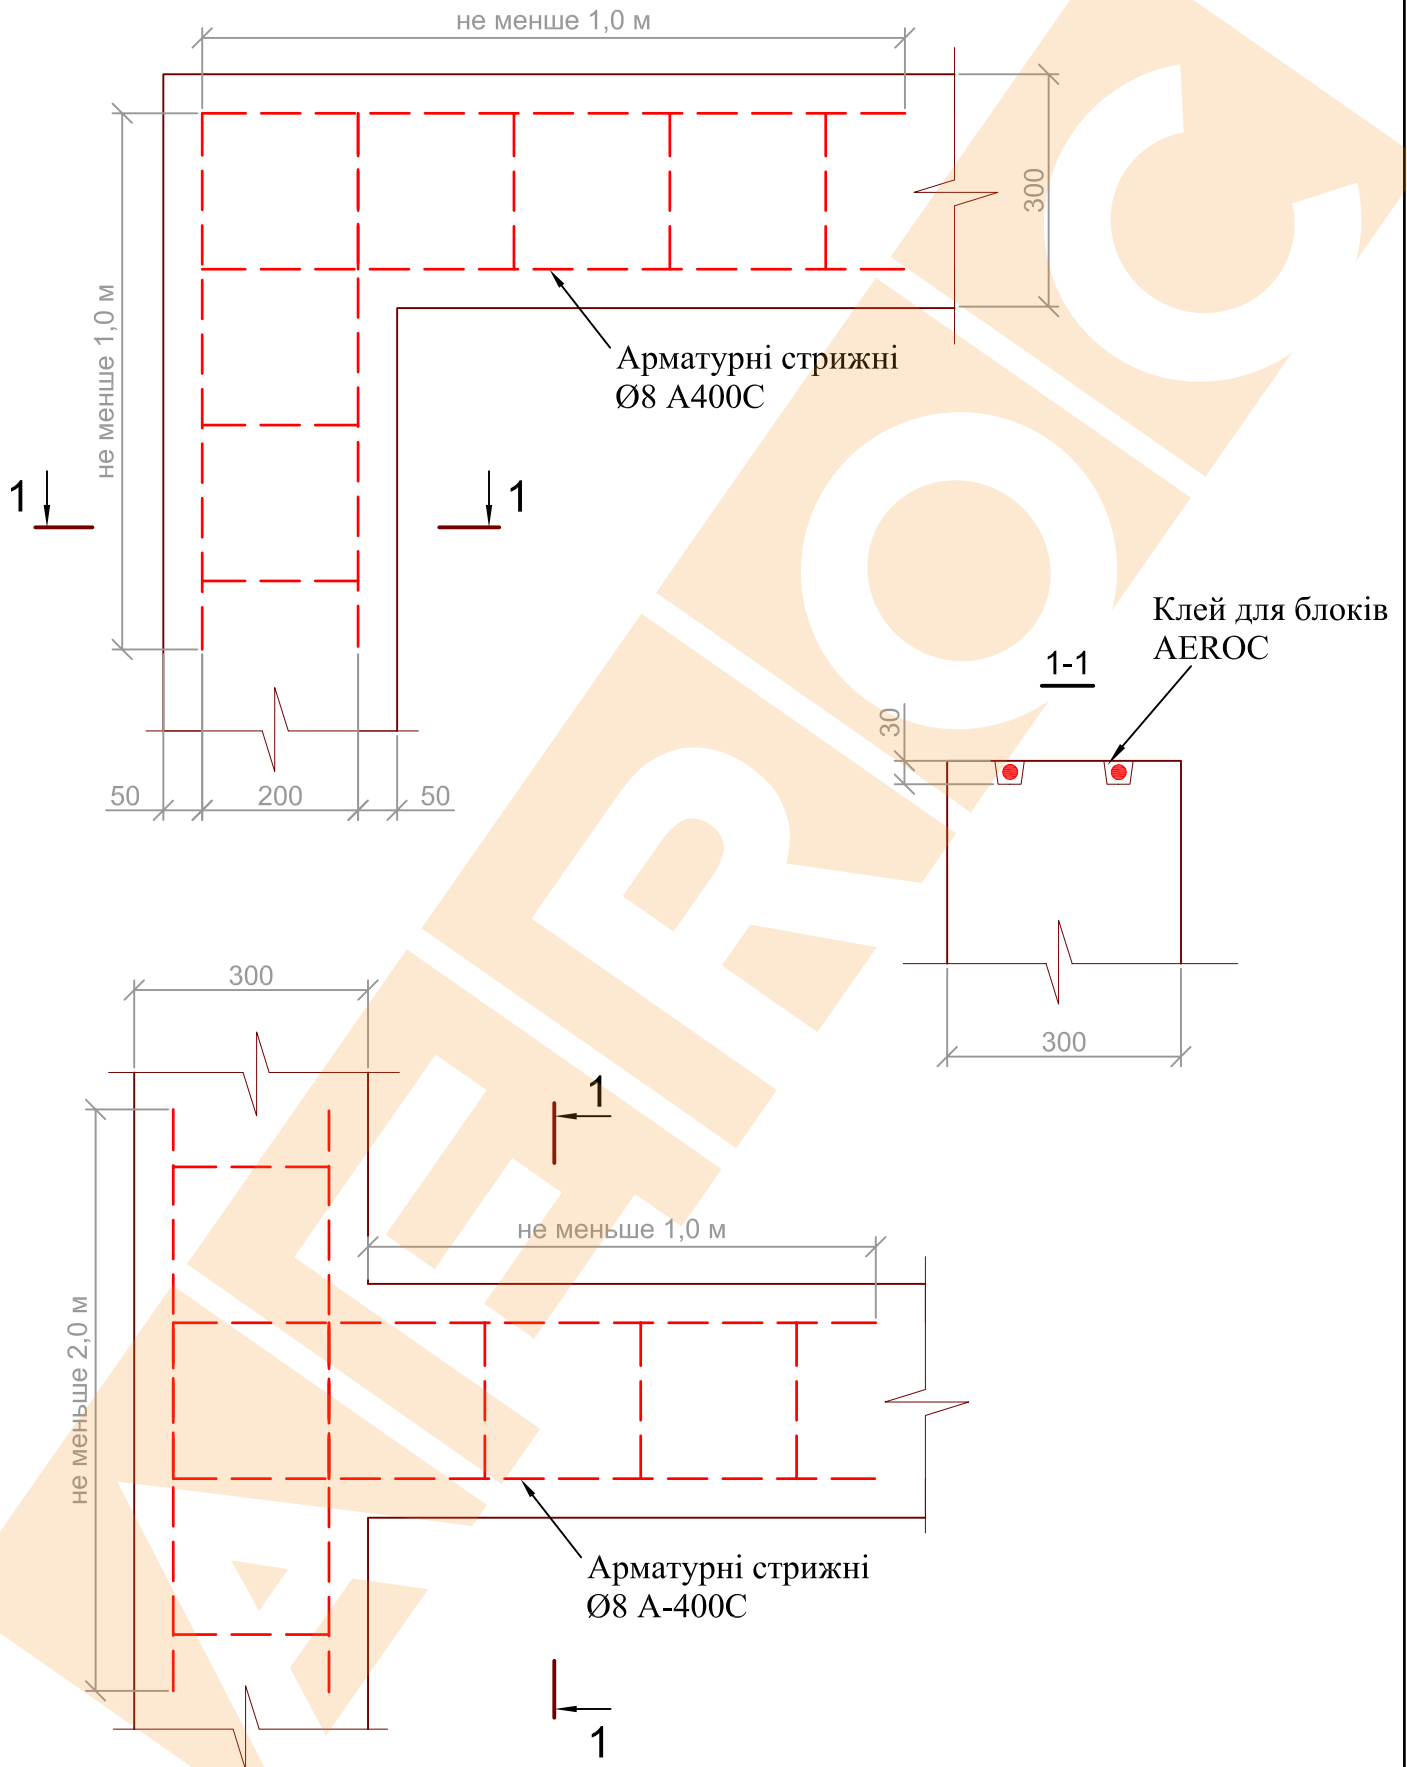 не менше 1,0 м
300
не менше 1,0 м
Арматурні стрижні
Ø8 А400С
1
1
Клей для блоків
AEROC
1-1
30
50
200
50
300
300
1
не меньше 1,0 м
не меньше 2,0 м
Арматурні стрижні
Ø8 А-400С
1
AEROC